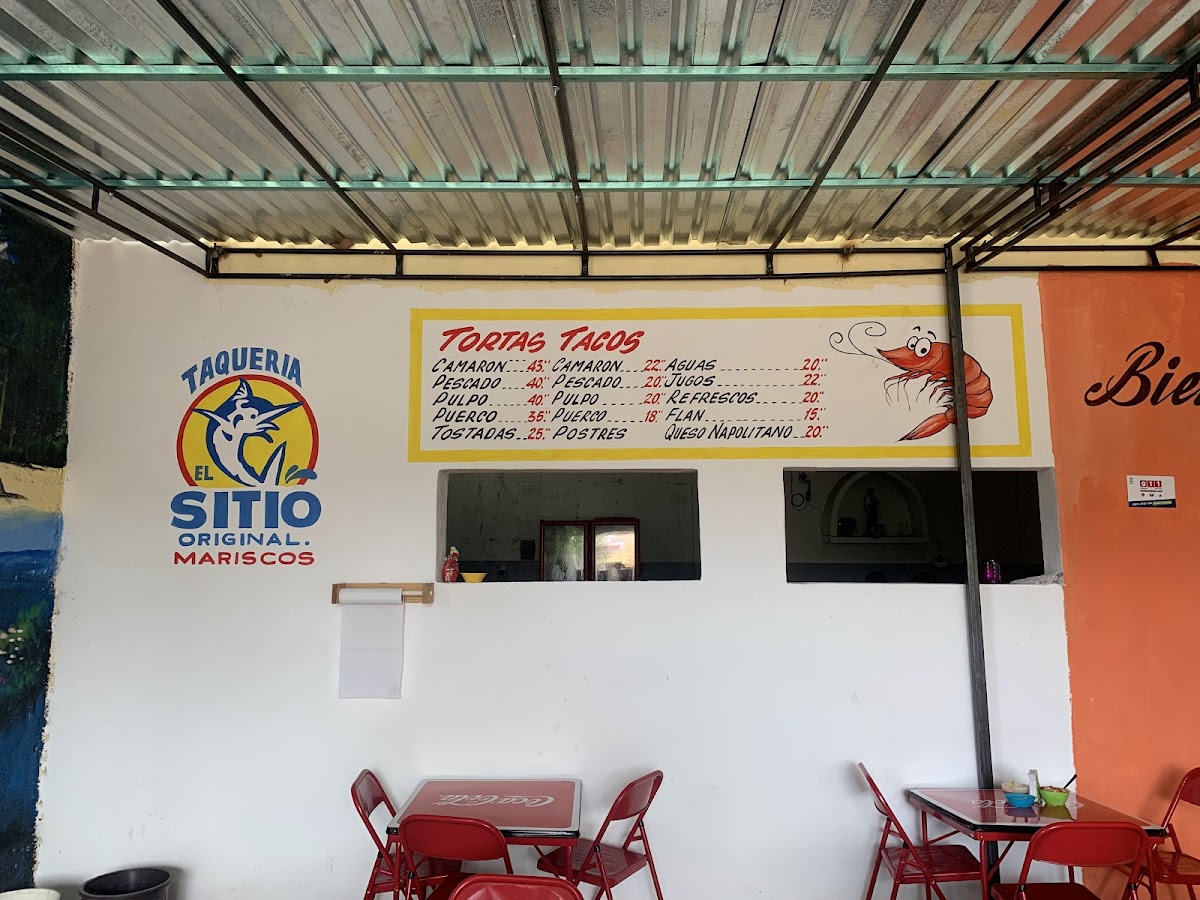 TAQUERIA
EL
SITIO
ORIGINAL.
MARISCOS
TORTAS TACOS
CAMARON 43." CAMARON 22." AGUAS 20."
PESCADO 40." PESCADO 20." JUGOS 22."
PULPO 40." PULPO 20." REFRESCOS 20."
PUERCO 35." PUERCO 18." FLAN 15."
TOSTADAS 25." POSTRES QUESO NAPOLITANO 20."
Bie
911
Coca-Cola